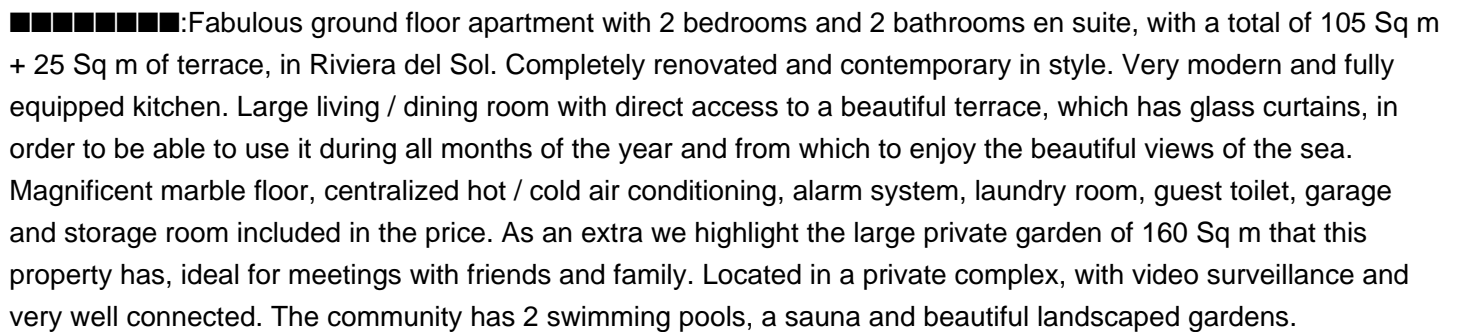 ■■■■■■■■:Fabulous ground floor apartment with 2 bedrooms and 2 bathrooms en suite, with a total of 105 Sq m
+ 25 Sq m of terrace, in Riviera del Sol. Completely renovated and contemporary in style. Very modern and fully
equipped kitchen. Large living / dining room with direct access to a beautiful terrace, which has glass curtains, in
order to be able to use it during all months of the year and from which to enjoy the beautiful views of the sea.
Magnificent marble floor, centralized hot / cold air conditioning, alarm system, laundry room, guest toilet, garage
and storage room included in the price. As an extra we highlight the large private garden of 160 Sq m that this
property has, ideal for meetings with friends and family. Located in a private complex, with video surveillance and
very well connected. The community has 2 swimming pools, a sauna and beautiful landscaped gardens.